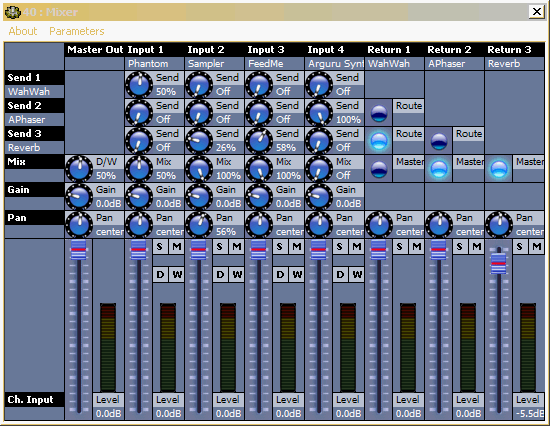 40 : Mixer
About Parameters
Master Out Input 1 Input 2 Input 3 Input 4 Return 1 Return 2 Return 3
Phantom Sampler FeedMe Arguru Synt WahWah APhaser Reverb
Send 1 Send Send Send Send
WahWah 50% Off Off Off
Send 2 Send Send Send Send Route
APhaser Off Off Off 100%
Send 3 Send Send Send Send Route Route
Reverb Off 26% 58% Off
Mix D/W Mix Mix Mix Mix Master Master Master
50% 50% 100% 100% Off
Gain Gain Gain Gain Gain
0.0dB 0.0dB 0.0dB 0.0dB
Pan Pan Pan Pan Pan Pan Pan Pan Pan
center center 56% center center center center center
S M S M S M S M S M S M S M
D W D W D W D W
Ch. Input Level Level Level Level Level Level Level Level
0.0dB 0.0dB 0.0dB 0.0dB 0.0dB 0.0dB 0.0dB -5.5dB